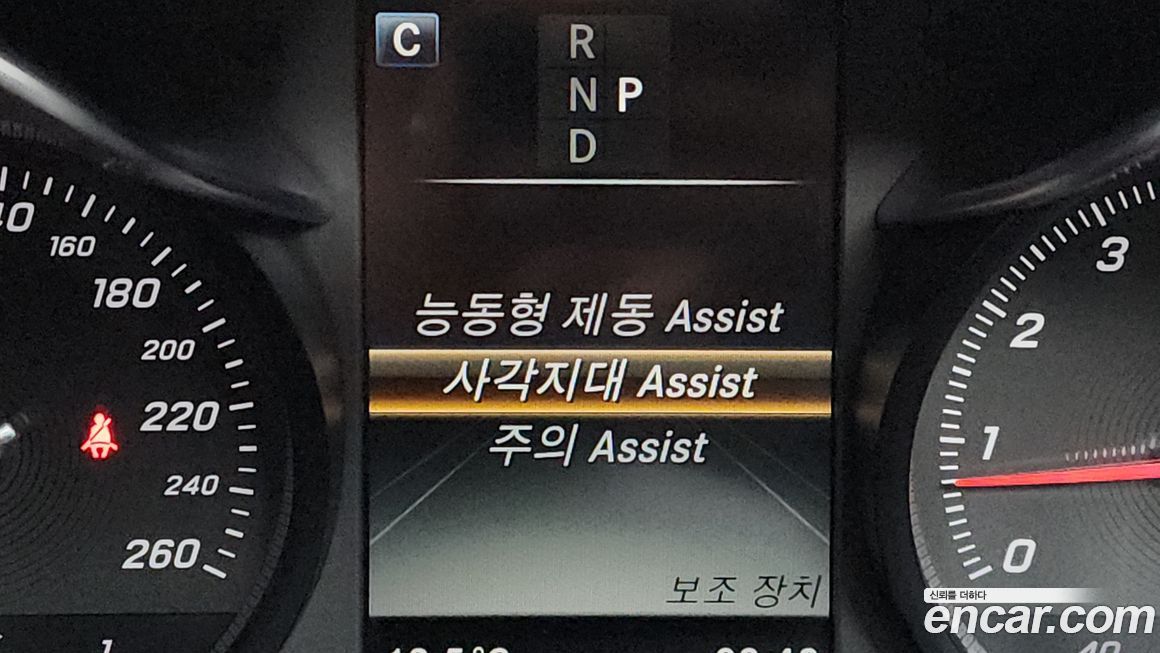 C
R
N P
D
160
180
200
220
240
260
3
2
1
0
능동형 제동 Assist
사각지대 Assist
주의 Assist
보조 장치
신뢰를 더하다
encar.com